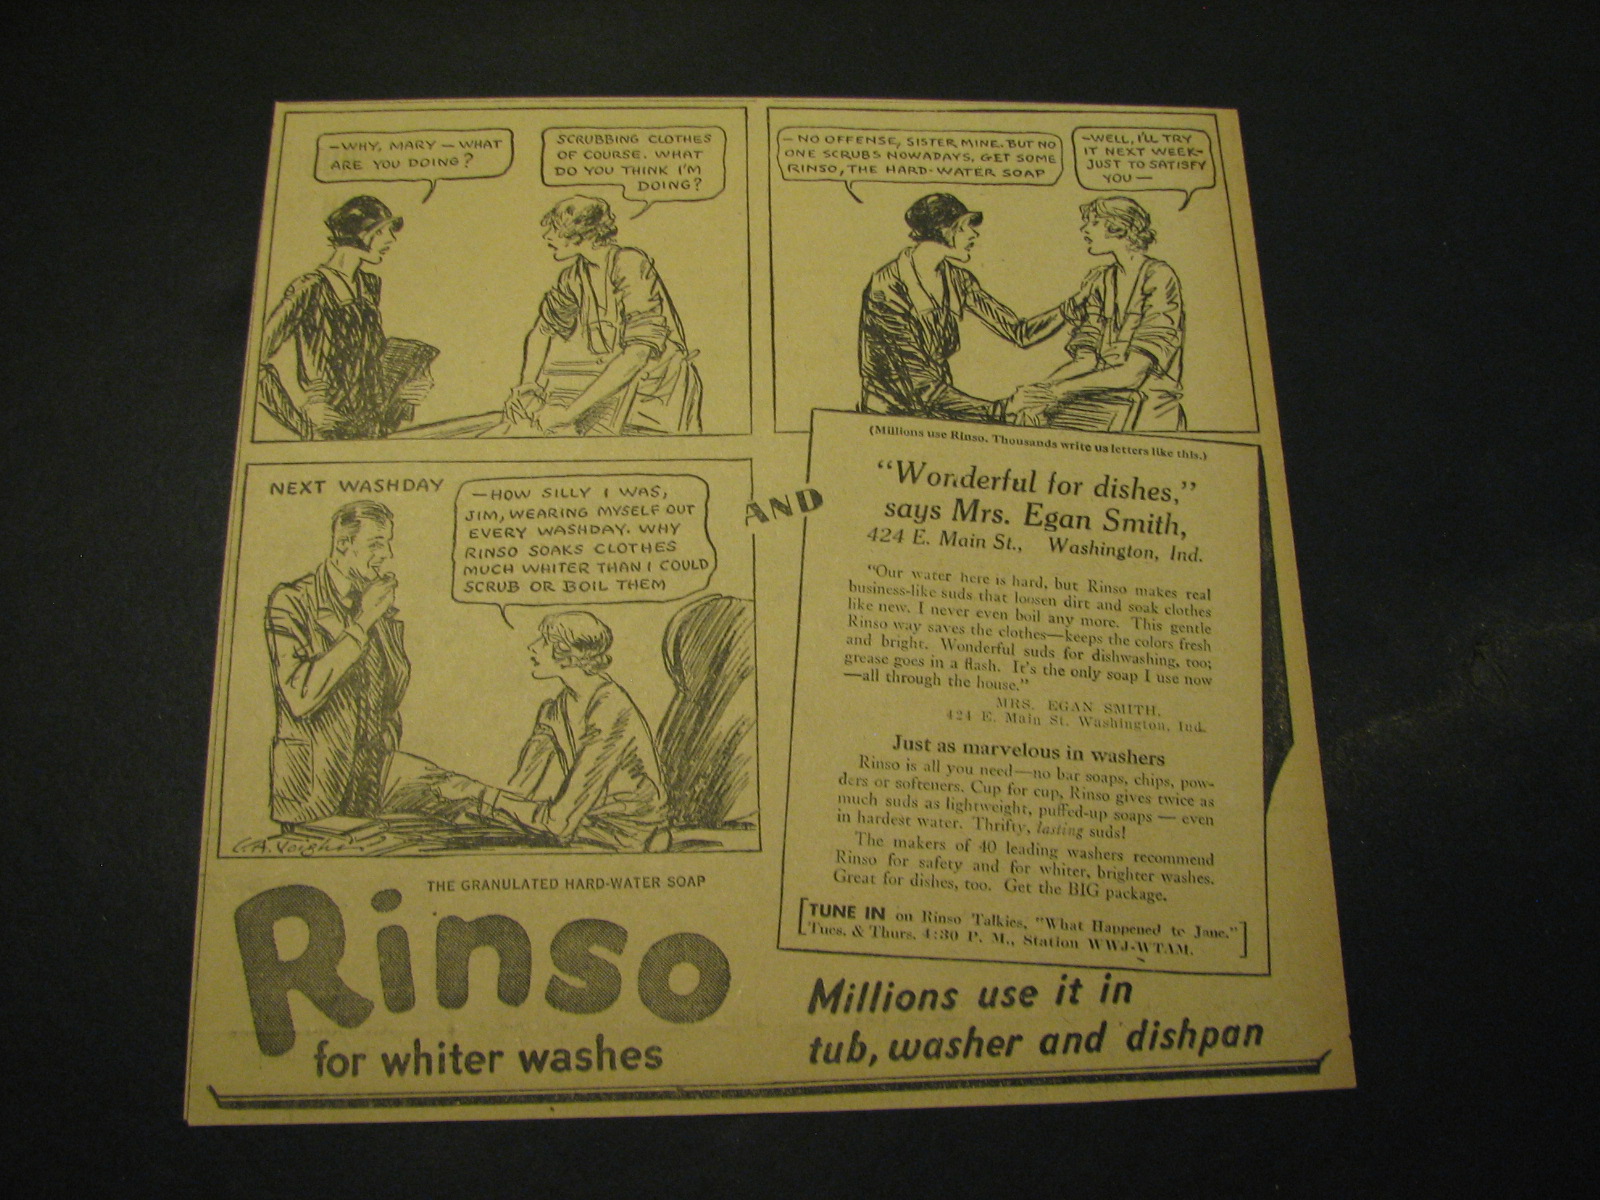 —WHY, MARY—WHAT
ARE YOU DOING?
SCRUBBING CLOTHES
OF COURSE. WHAT
DO YOU THINK I'M
DOING?
—NO OFFENSE, SISTER MINE. BUT NO
ONE SCRUBS NOWADAYS. GET SOME
RINSO, THE HARD-WATER SOAP
—WELL, I'LL TRY
IT NEXT WEEK—
JUST TO SATISFY
YOU—
NEXT WASHDAY
—HOW SILLY I WAS,
JIM, WEARING MYSELF OUT
EVERY WASHDAY. WHY
RINSO SOAKS CLOTHES
MUCH WHITER THAN I COULD
SCRUB OR BOIL THEM
AND
(Millions use Rinso. Thousands write us letters like this.)
"Wonderful for dishes,"
says Mrs. Egan Smith,
424 E. Main St., Washington, Ind.
"Our water here is hard, but Rinso makes real
business-like suds that loosen dirt and soak clothes
like new. I never even boil any more. This gentle
Rinso way saves the clothes—keeps the colors fresh
and bright. Wonderful suds for dishwashing, too;
grease goes in a flash. It's the only soap I use now
—all through the house."
MRS. EGAN SMITH,
424 E. Main St. Washington, Ind.
Just as marvelous in washers
Rinso is all you need—no bar soaps, chips, pow-
ders or softeners. Cup for cup, Rinso gives twice as
much suds as lightweight, puffed-up soaps — even
in hardest water. Thrifty, lasting suds!
The makers of 40 leading washers recommend
Rinso for safety and for whiter, brighter washes.
Great for dishes, too. Get the BIG package.
[TUNE IN on Rinso Talkies, "What Happened to Jane."
Tues. & Thurs. 4:30 P. M., Station WWJ-WTAM.]
THE GRANULATED HARD-WATER SOAP
Rinso
for whiter washes
Millions use it in
tub, washer and dishpan